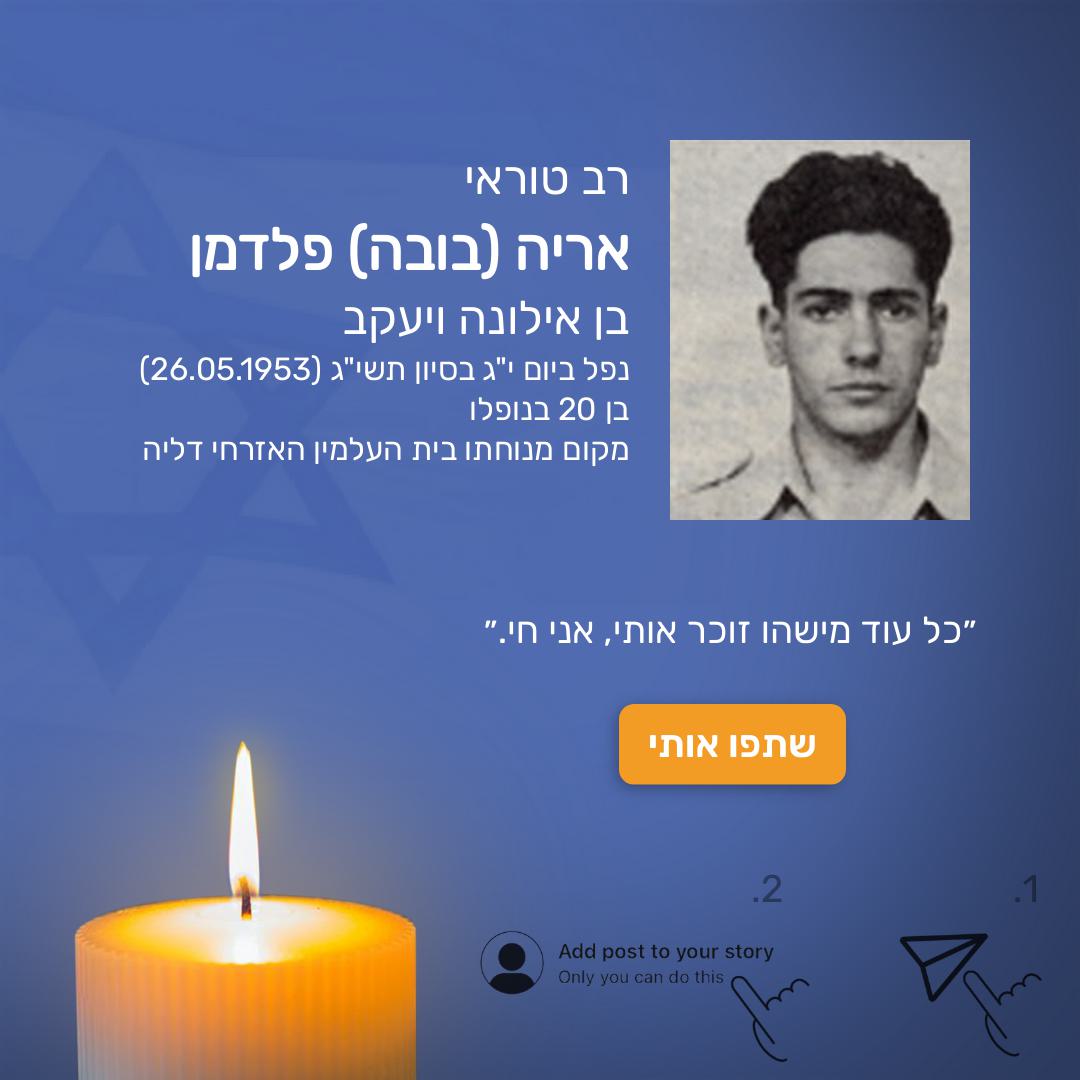 רב טוראי
אריה (בובה) פלדמן
בן אילונה ויעקב
נפל ביום י"ג בסיון תשי"ג (26.05.1953)
בן 20 בנופלו
מקום מנוחתו בית העלמין האזרחי דליה
״כל עוד מישהו זוכר אותי, אני חי.״
שתפו אותי
1.
2.
Add post to your story
Only you can do this